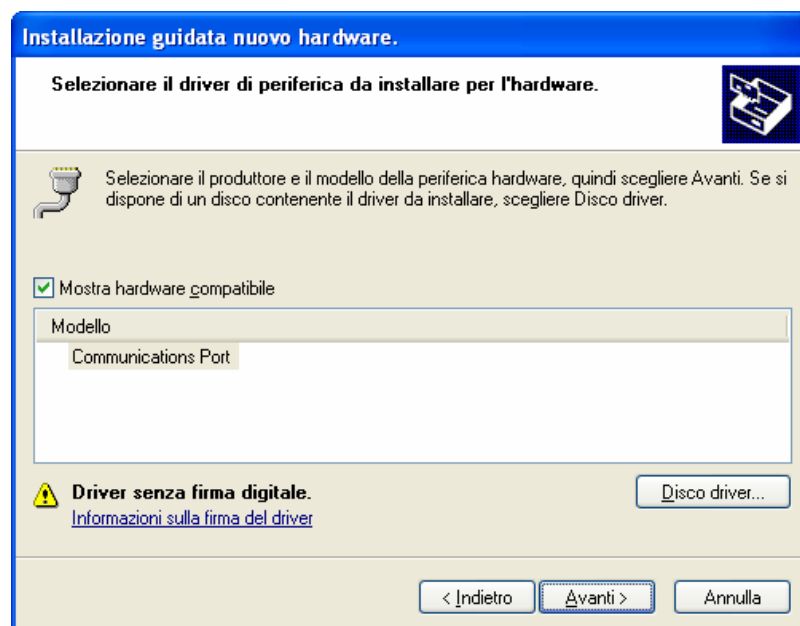 Installazione guidata nuovo hardware.
Selezionare il driver di periferica da installare per l'hardware.
Selezionare il produttore e il modello della periferica hardware, quindi scegliere Avanti. Se si
dispone di un disco contenente il driver da installare, scegliere Disco driver.
Mostra hardware compatibile
Modello
Communications Port
Driver senza firma digitale.
Disco driver...
Informazioni sulla firma del driver
< Indietro
Avanti >
Annulla